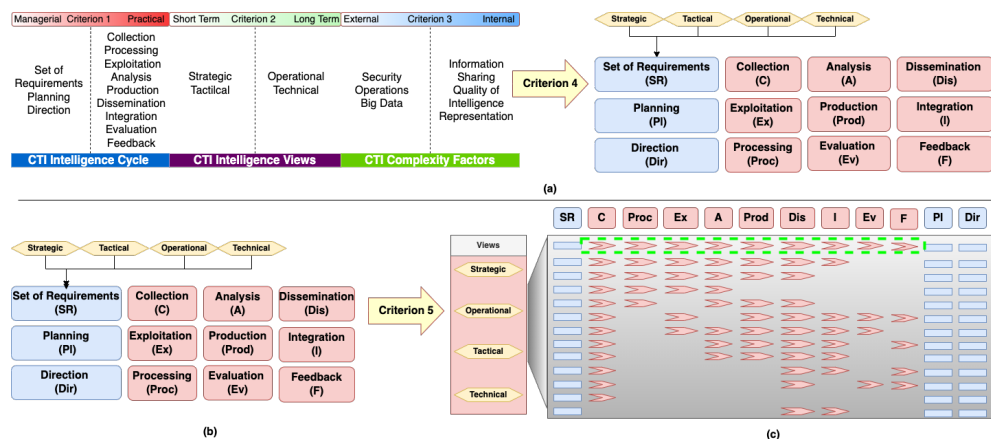 Managerial Criterion 1 Practical Short Term Criterion 2 Long Term External Criterion 3 Internal
Set of
Requirements
Planning
Direction
Collection
Processing
Exploitation
Analysis
Production
Dissemination
Integration
Evaluation
Feedback
Strategic
Tactilcal
Operational
Technical
Security
Operations
Big Data
Information
Sharing
Quality of
Intelligence
Representation
CTI Intelligence Cycle CTI Intelligence Views CTI Complexity Factors
Criterion 4
Strategic Tactical Operational Technical
Set of Requirements
(SR)
Collection
(C)
Analysis
(A)
Dissemination
(Dis)
Planning
(Pl)
Exploitation
(Ex)
Production
(Prod)
Integration
(I)
Direction
(Dir)
Processing
(Proc)
Evaluation
(Ev)
Feedback
(F)
(a)
Strategic Tactical Operational Technical
Set of Requirements
(SR)
Collection
(C)
Analysis
(A)
Dissemination
(Dis)
Planning
(Pl)
Exploitation
(Ex)
Production
(Prod)
Integration
(I)
Direction
(Dir)
Processing
(Proc)
Evaluation
(Ev)
Feedback
(F)
(b)
Criterion 5
Views
Strategic
Operational
Tactical
Technical
SR C Proc Ex A Prod Dis I Ev F Pl Dir
(c)